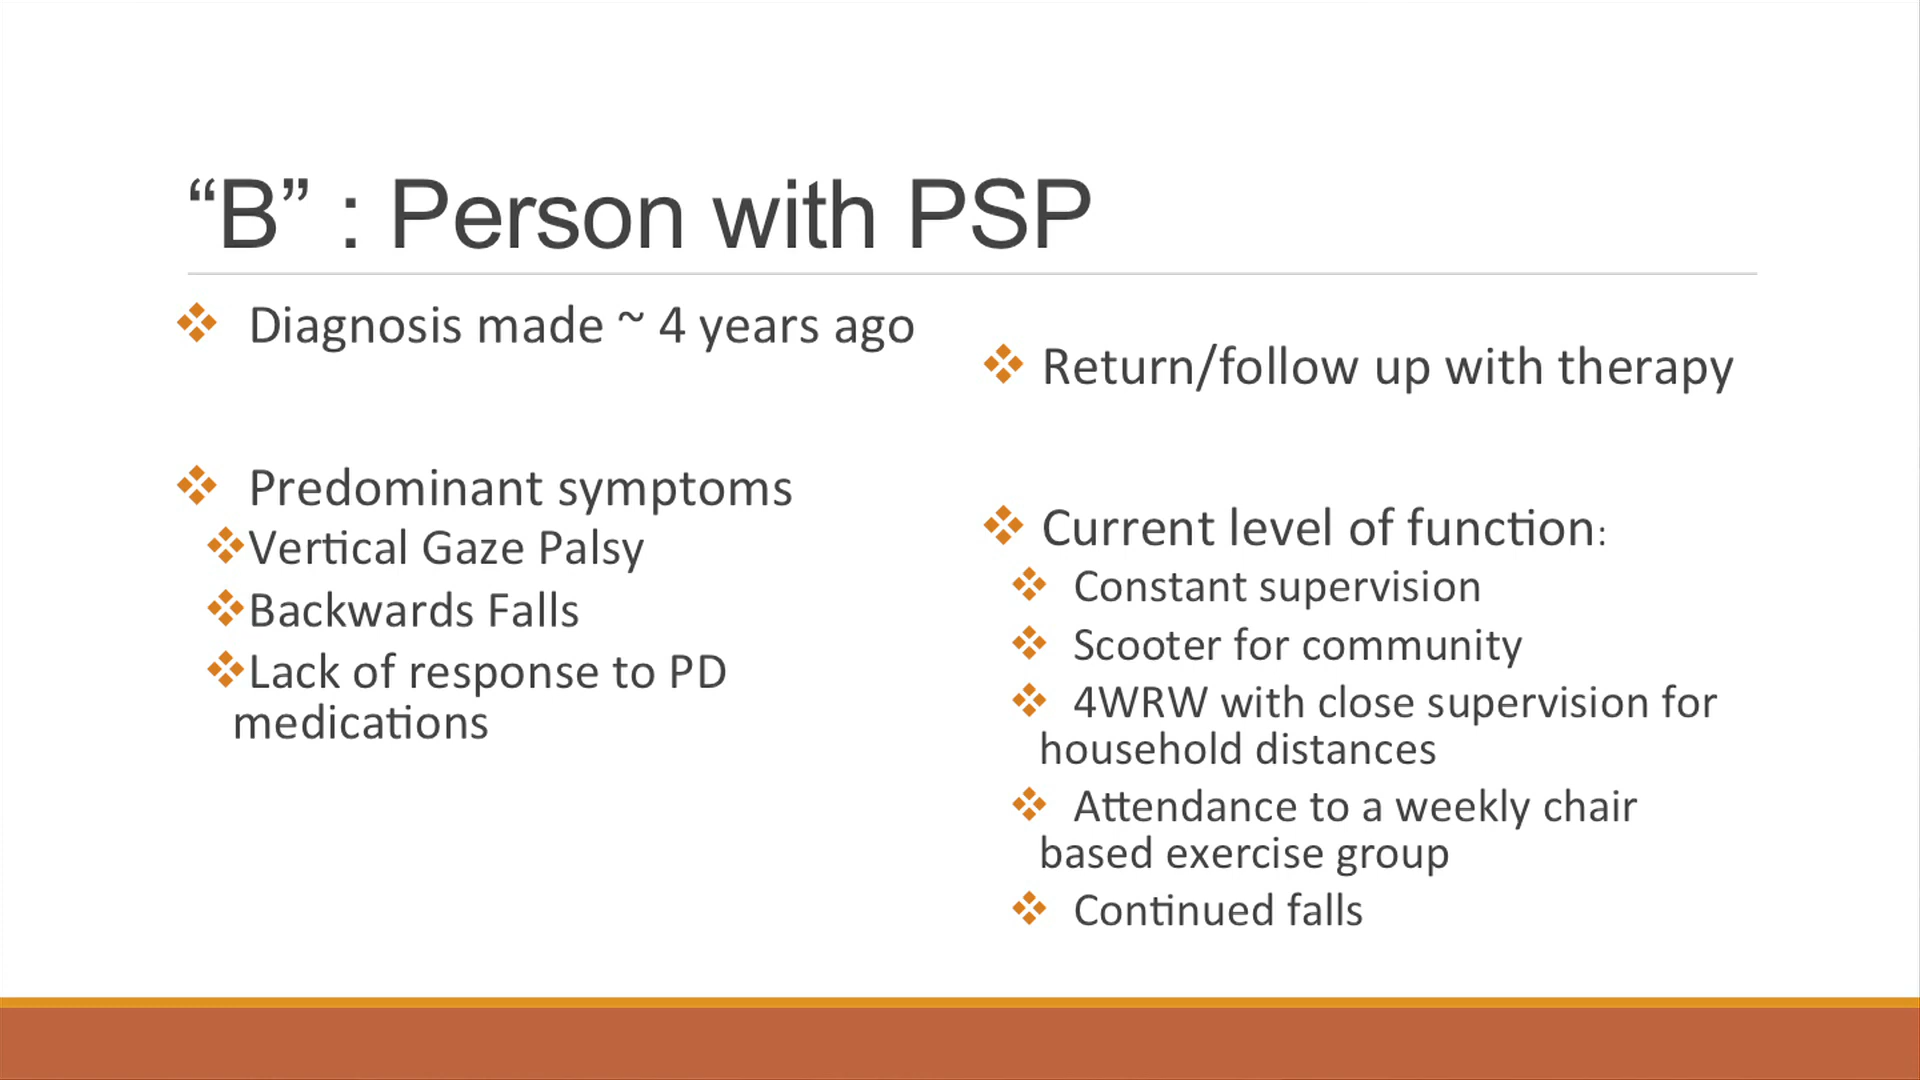 “B” : Person with PSP
Diagnosis made ~ 4 years ago
Predominant symptoms
Vertical Gaze Palsy
Backwards Falls
Lack of response to PD
medications
Return/follow up with therapy
Current level of function:
Constant supervision
Scooter for community
4WRW with close supervision for
household distances
Attendance to a weekly chair
based exercise group
Continued falls